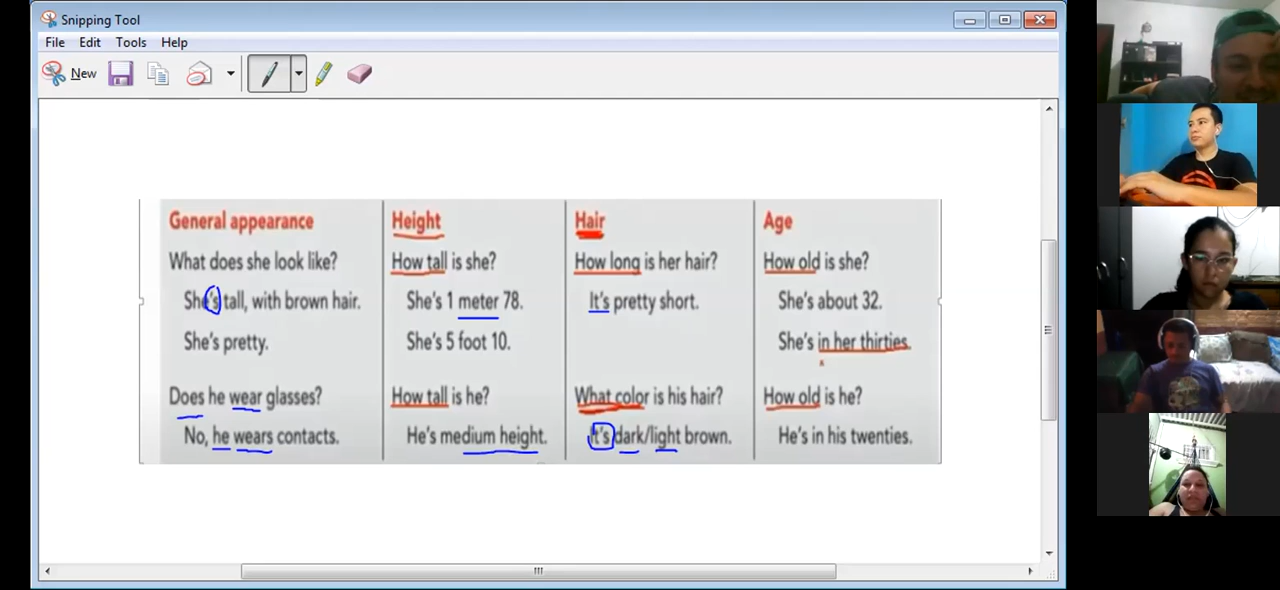 Snipping Tool
File Edit Tools Help
New
General appearance
What does she look like?
She's tall, with brown hair.
She's pretty.
Does he wear glasses?
No, he wears contacts.
Height
How tall is she?
She's 1 meter 78.
She's 5 foot 10.
How tall is he?
He's medium height.
Hair
How long is her hair?
It's pretty short.
What color is his hair?
It's dark/light brown.
Age
How old is she?
She's about 32.
She's in her thirties.
How old is he?
He's in his twenties.